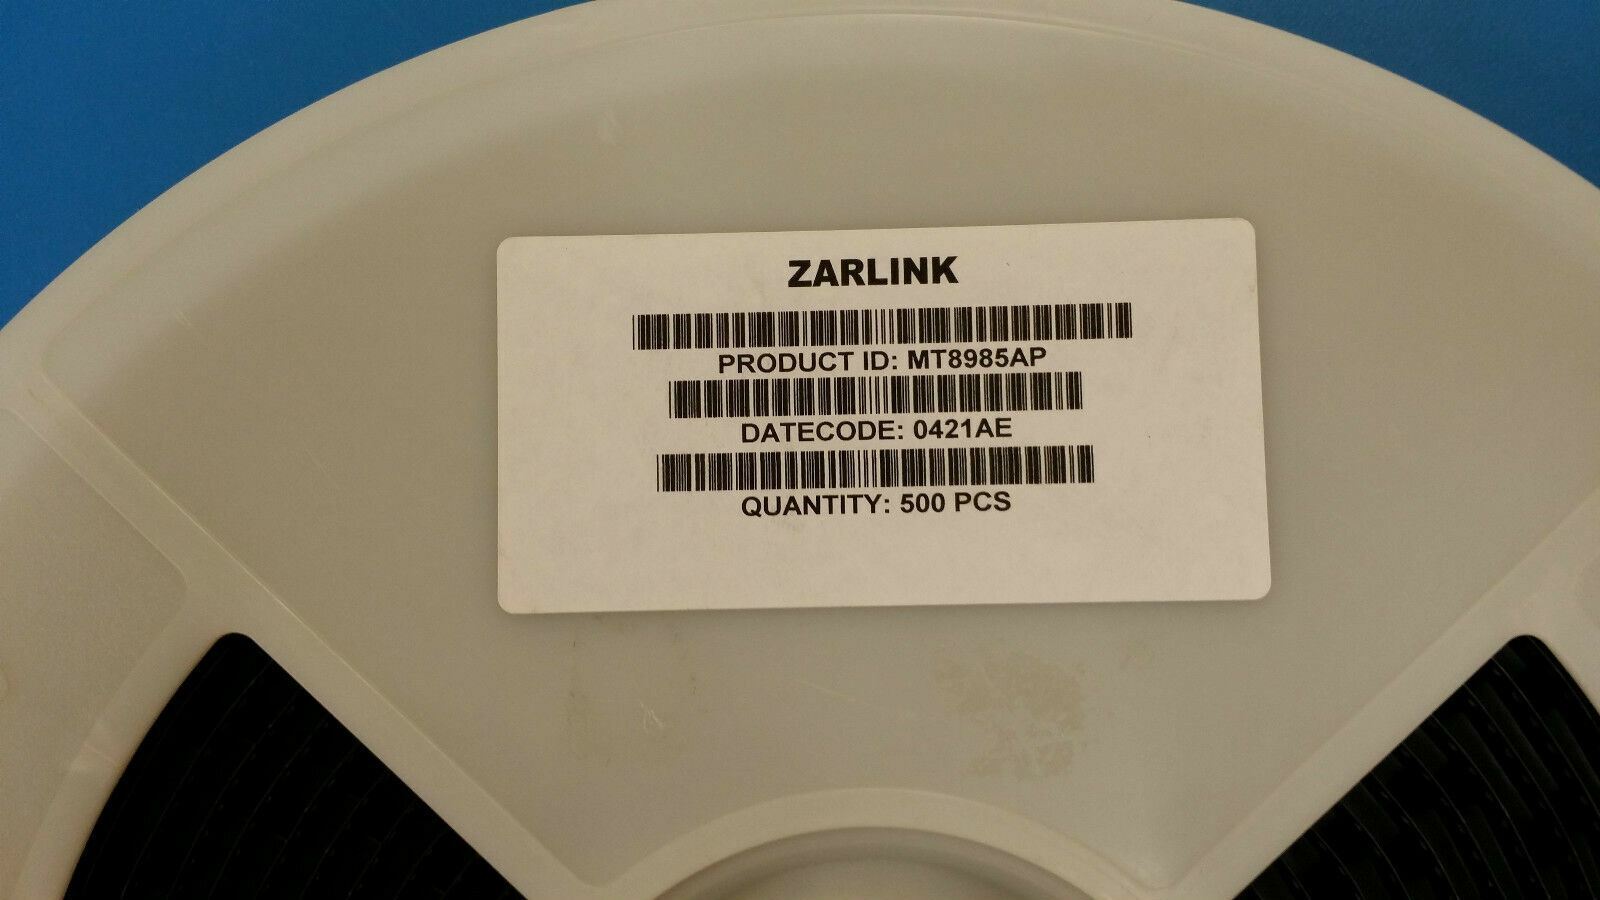 ZARLINK
PRODUCT ID: MT8985AP
DATECODE: 0421AE
QUANTITY: 500 PCS